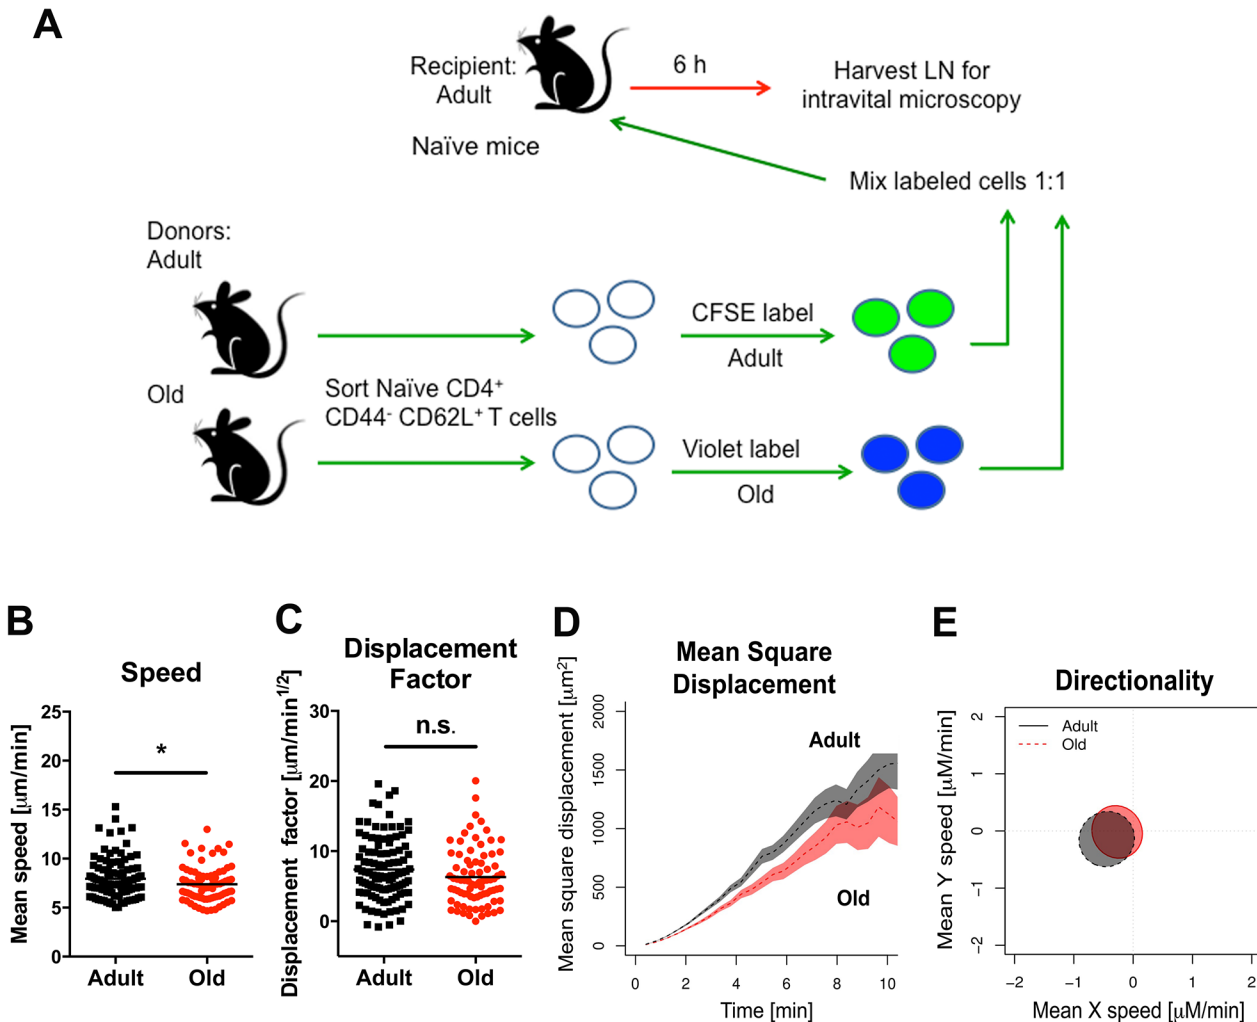 A
Recipient:
Adult
Naïve mice
6 h
Harvest LN for
intravital microscopy
Mix labeled cells 1:1
Donors:
Adult
Old
Sort Naïve CD4⁺
CD44⁻ CD62L⁺ T cells
CFSE label
Adult
Violet label
Old
B
Speed
Mean speed [μm/min]
25
20
15
10
5
0
*
Adult
Old
C
Displacement
Factor
Displacement factor [μm/min¹/²]
30
20
10
0
n.s.
Adult
Old
D
Mean Square
Displacement
Mean square displacement [μm²]
2000
1500
1000
500
0
Adult
Old
0
2
4
6
8
10
Time [min]
E
Directionality
Mean Y speed [μM/min]
2
1
0
−1
−2
Adult
Old
−2
−1
0
1
2
Mean X speed [μM/min]